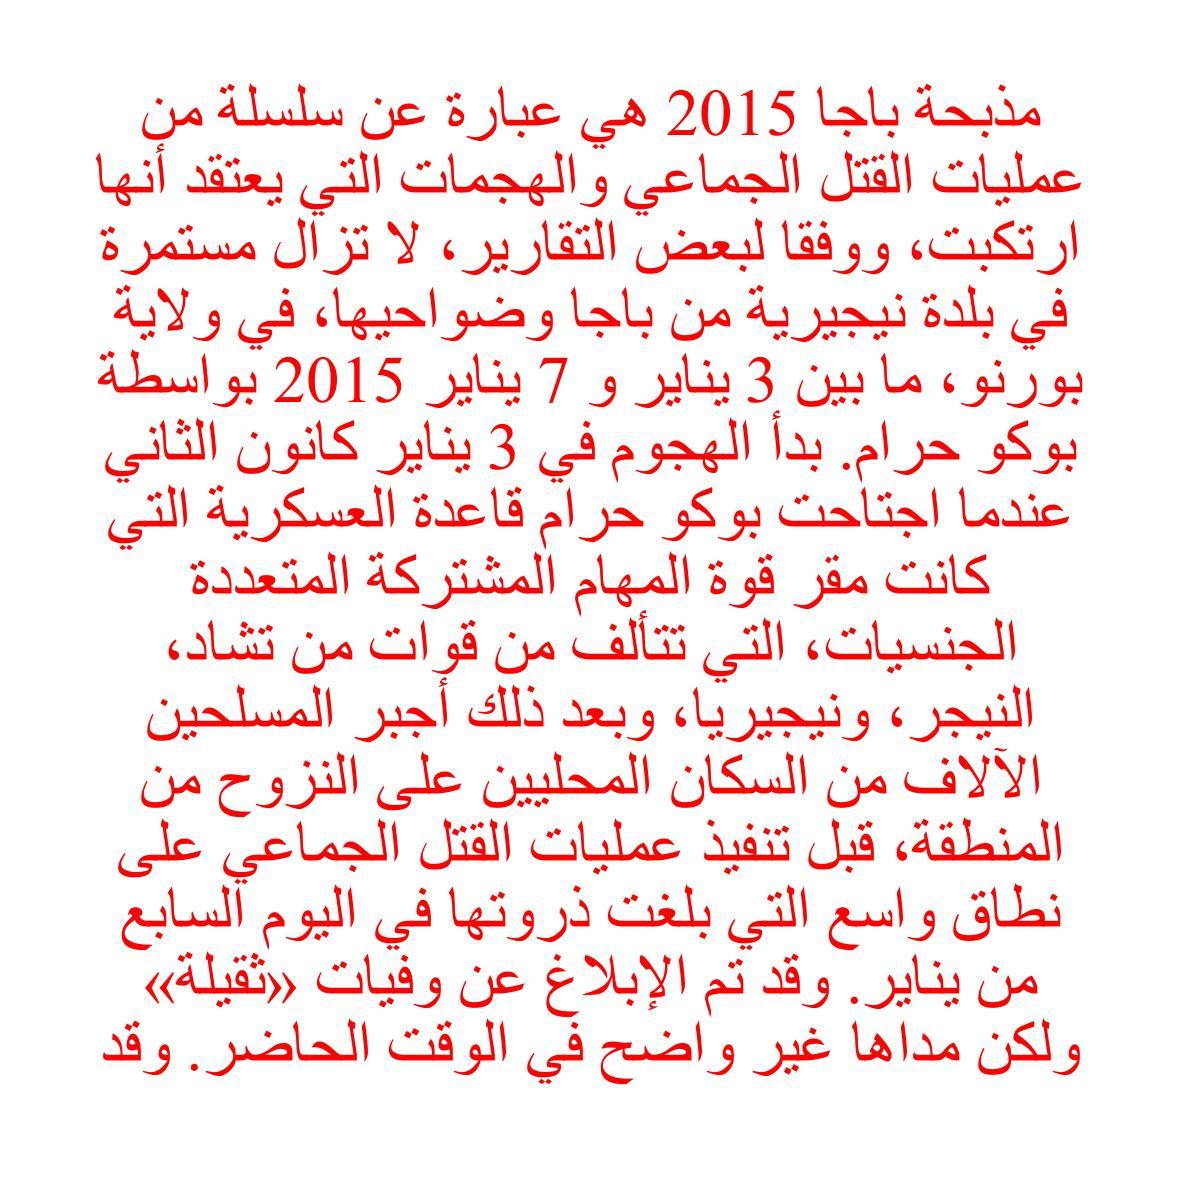 مذبحة باجا 2015 هي عبارة عن سلسلة من
عمليات القتل الجماعي والهجمات التي يعتقد أنها
ارتكبت، ووفقا لبعض التقارير، لا تزال مستمرة
في بلدة نيجيرية من باجا وضواحيها، في ولاية
بورنو، ما بين 3 يناير و 7 يناير 2015 بواسطة
بوكو حرام. بدأ الهجوم في 3 يناير كانون الثاني
عندما اجتاحت بوكو حرام قاعدة العسكرية التي
كانت مقر قوة المهام المشتركة المتعددة
الجنسيات، التي تتألف من قوات من تشاد،
النيجر، ونيجيريا، وبعد ذلك أجبر المسلحين
الآلاف من السكان المحليين على النزوح من
المنطقة، قبل تنفيذ عمليات القتل الجماعي على
نطاق واسع التي بلغت ذروتها في اليوم السابع
من يناير. وقد تم الإبلاغ عن وفيات «ثقيلة»
ولكن مداها غير واضح في الوقت الحاضر. وقد